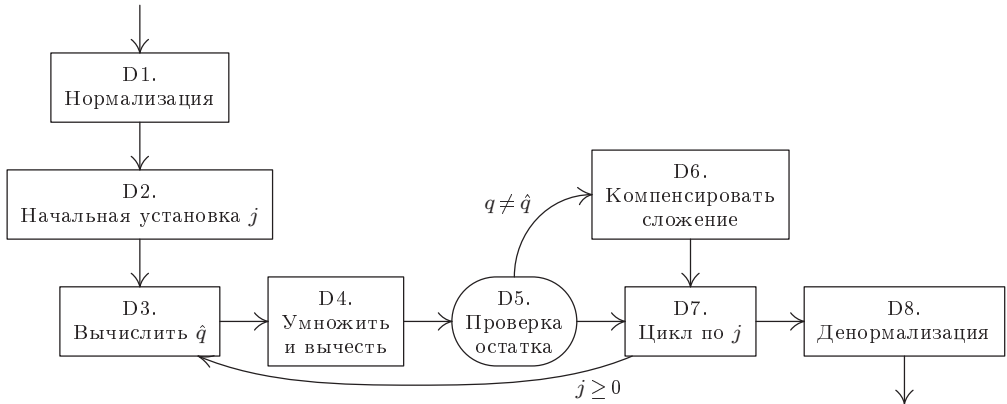 D1.
Нормализация
D2.
Начальная установка j
D6.
Компенсировать
сложение
q ≠ q̂
D3.
Вычислить q̂
D4.
Умножить
и вычесть
D5.
Проверка
остатка
D7.
Цикл по j
D8.
Денормализация
j ≥ 0